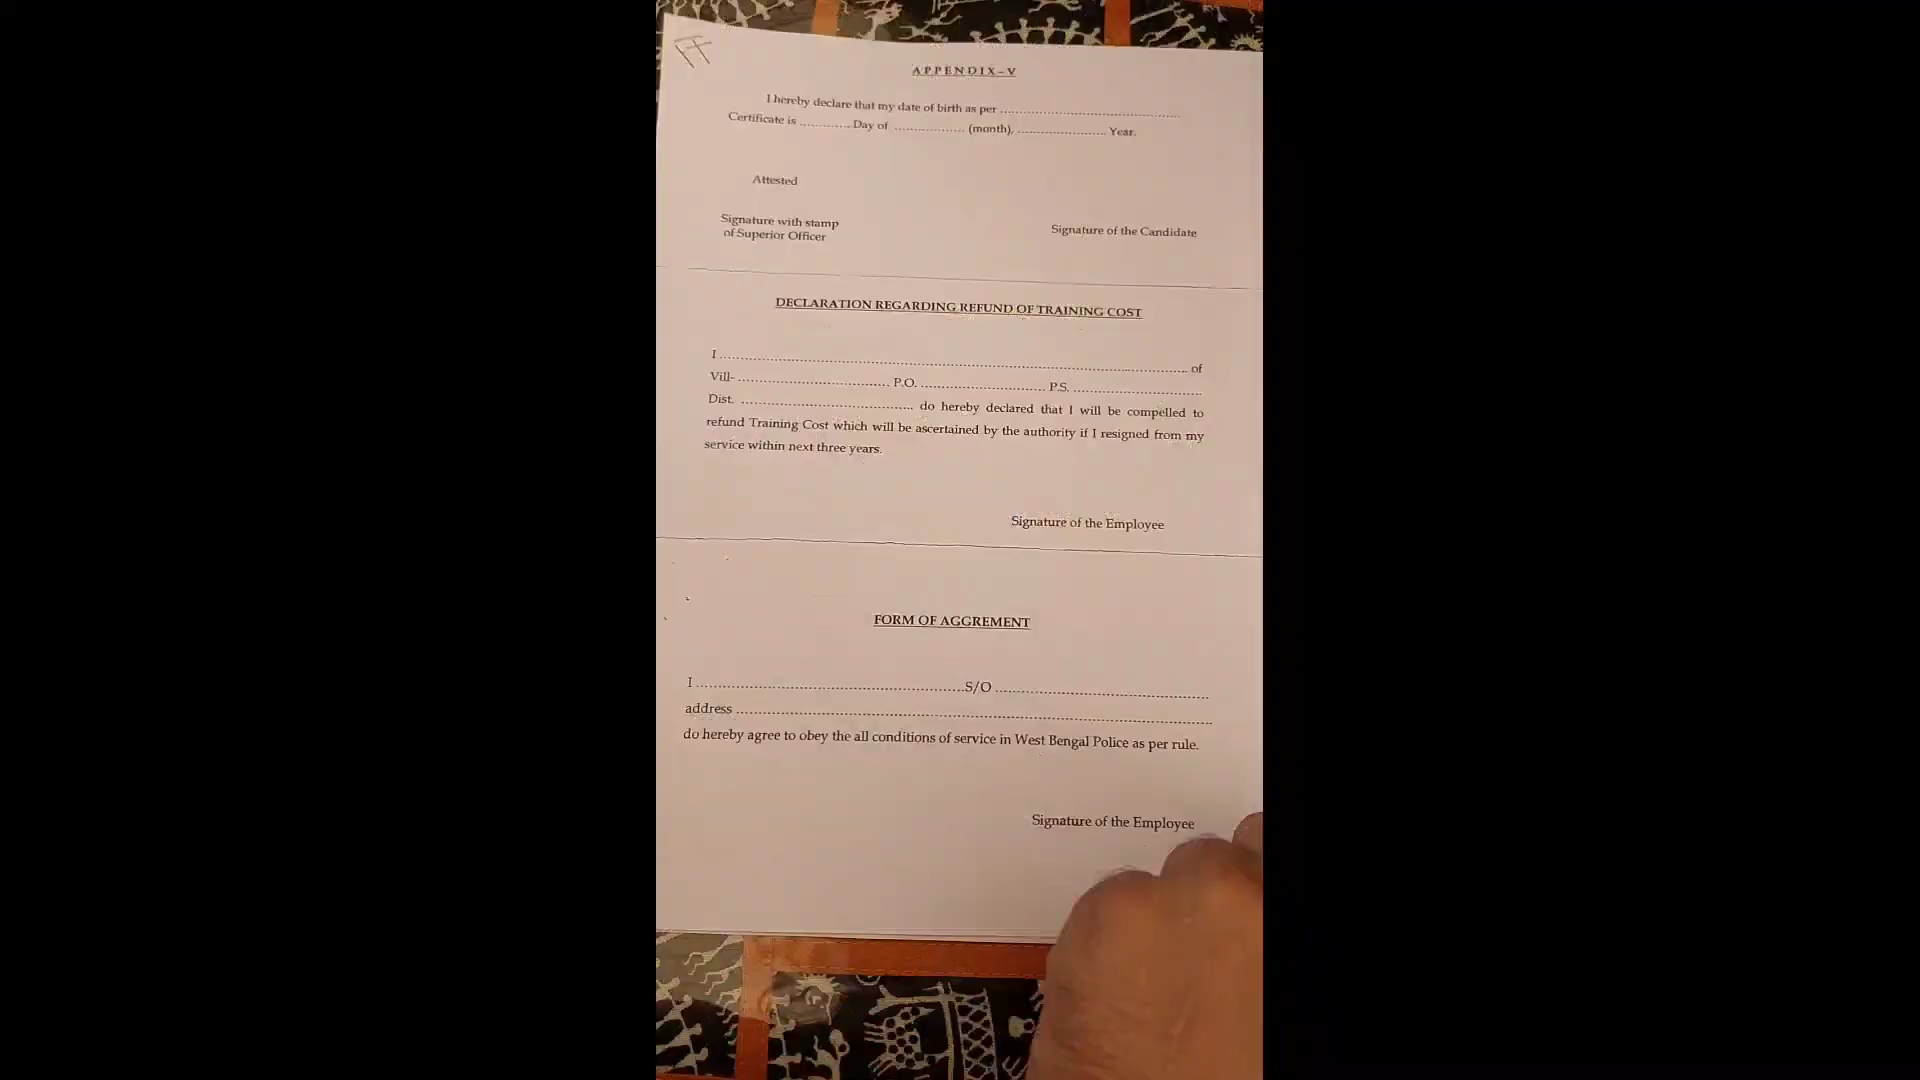 APPENDIX-V
I hereby declare that my date of birth as per ..............................................
Certificate is ............. Day of .................. (month), ....................... Year.
Attested
Signature with stamp
of Superior Officer
Signature of the Candidate
DECLARATION REGARDING REFUND OF TRAINING COST
I ........................................................................................................................ of
Vill- ....................................... P.O. ................................ P.S. .................................
Dist. ............................................ do hereby declared that I will be compelled to
refund Training Cost which will be ascertained by the authority if I resigned from my
service within next three years.
Signature of the Employee
FORM OF AGGREMENT
I ....................................................................S/O ......................................................
address .........................................................................................................................
do hereby agree to obey the all conditions of service in West Bengal Police as per rule.
Signature of the Employee